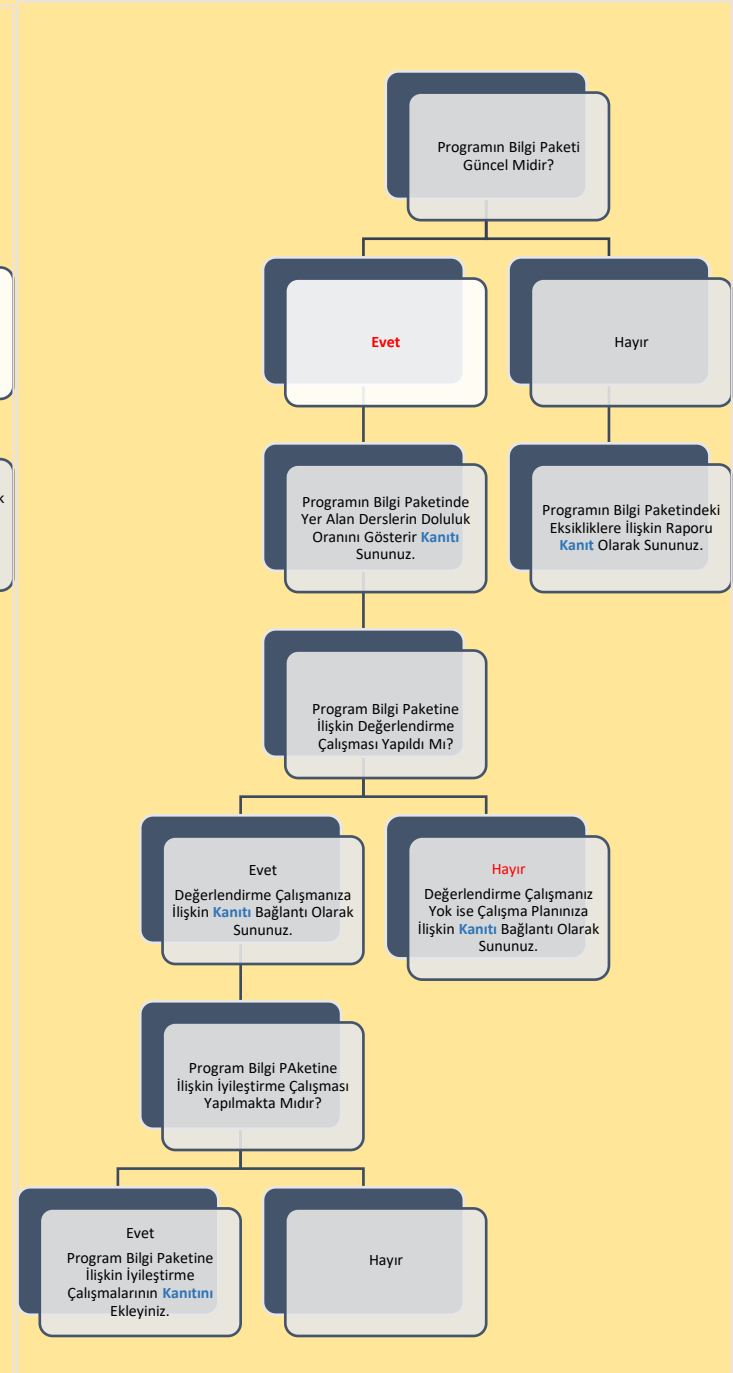 Programın Bilgi Paketi
Güncel Midir?
Evet
Hayır
Programın Bilgi Paketinde
Yer Alan Derslerin Doluluk
Oranını Gösterir Kanıtı
Sununuz.
Programın Bilgi Paketindeki
Eksikliklere İlişkin Raporu
Kanıt Olarak Sununuz.
k
Program Bilgi Paketine
İlişkin Değerlendirme
Çalışması Yapıldı Mı?
Evet
Değerlendirme Çalışmanıza
İlişkin Kanıtı Bağlantı Olarak
Sununuz.
Hayır
Değerlendirme Çalışmanız
Yok ise Çalışma Planınıza
İlişkin Kanıtı Bağlantı Olarak
Sununuz.
Program Bilgi PAketine
İlişkin İyileştirme Çalışması
Yapılmakta Mıdır?
Evet
Program Bilgi Paketine
İlişkin İyileştirme
Çalışmalarının Kanıtını
Ekleyiniz.
Hayır